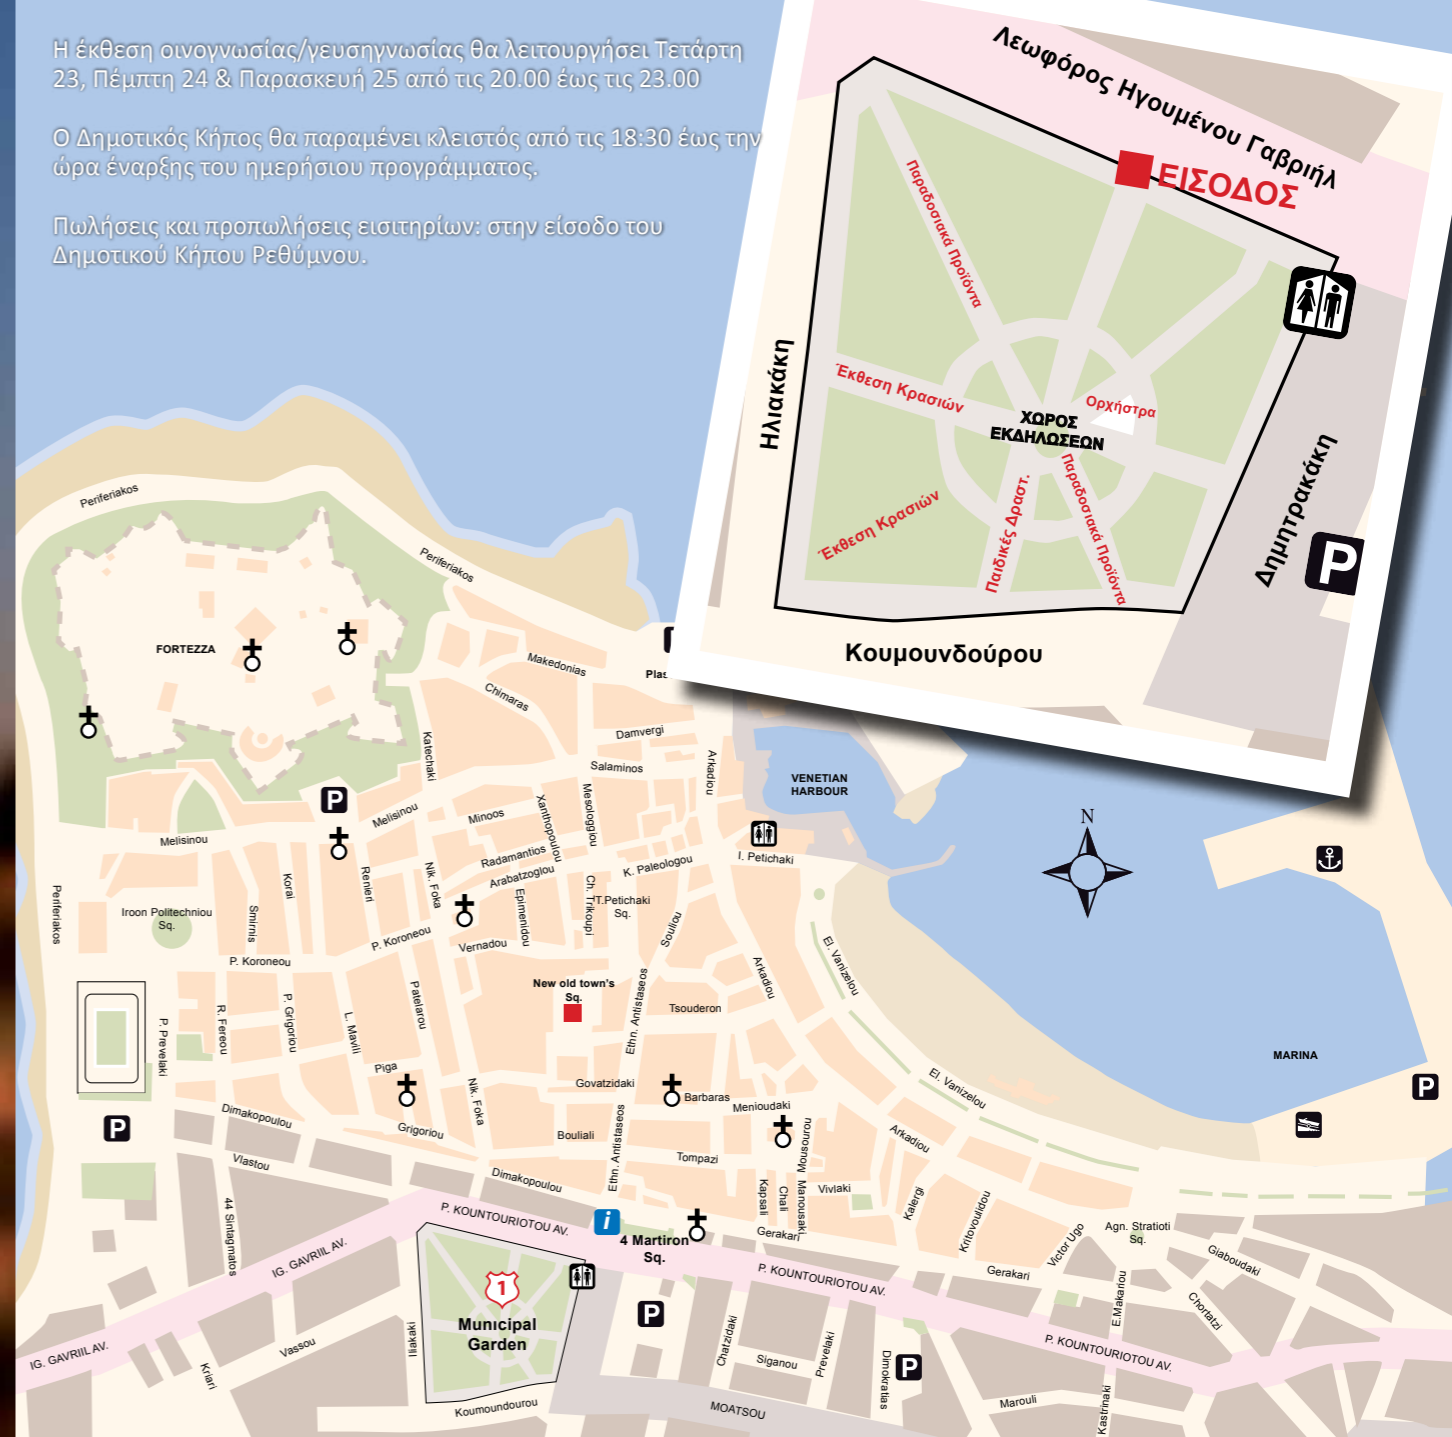 Η έκθεση οινογνωσίας/γευσηγνωσίας θα λειτουργήσει Τετάρτη
23, Πέμπτη 24 & Παρασκευή 25 από τις 20.00 έως τις 23.00
Ο Δημοτικός Κήπος θα παραμένει κλειστός από τις 18:30 έως την
ώρα έναρξης του ημερήσιου προγράμματος.
Πωλήσεις και προπωλήσεις εισιτηρίων: στην είσοδο του
Δημοτικού Κήπου Ρεθύμνου.
Λεωφόρος Ηγουμένου Γαβριήλ
ΕΙΣΟΔΟΣ
Παραδοσιακά Προϊόντα
Ηλιακάκη
Έκθεση Κρασιών
Ορχήστρα
ΧΩΡΟΣ
ΕΚΔΗΛΩΣΕΩΝ
Έκθεση Κρασιών
Παιδικές Δραστ.
Παραδοσιακά Προϊόντα
Δημητρακάκη
P
Κουμουνδούρου
Periferiakos
Periferiakos
FORTEZZA
Makedonias
Chimaras
Damvergi
Salaminos
Katechaki
Arkadiou
VENETIAN
HARBOUR
P
Melisinou
Melisinou
Minoos
Xanthopoulou
Mesologgiou
Radamantios
Arabatzoglou
K. Paleologou
I. Petichaki
N
Periferiakos
Iroon Politechniou
Sq.
Smirnis
Korai
Renieri
Nik. Foka
Epimenidou
Ch. Trikoupi
T.Petichaki
Sq.
Souliou
P. Koroneou
P. Koroneou
Vernadou
Arkadiou
El. Vanizelou
New old town's
Sq.
Ethn. Antistaseos
Tsouderon
P. Prevelaki
R. Fereou
P. Grigoriou
L. Mavili
Patelarou
MARINA
Piga
Nik. Foka
Govatzidaki
Barbaras
Menioudaki
El. Vanizelou
P
P
Dimakopoulou
Grigoriou
Bouliali
Ethn. Antistaseos
Tompazi
Mousourou
Arkadiou
Vlastou
Dimakopoulou
Kapsali
Chali
Manousaki
Vivlaki
Kalergi
Kritovoulidou
44 Sintagmatos
P. KOUNTOURIOTOU AV.
i
4 Martiron
Sq.
Gerakari
Victor Ugo
Agn. Stratioti
Sq.
Giaboudaki
IG. GAVRIIL AV.
P. KOUNTOURIOTOU AV.
Gerakari
E.Makariou
Chortatzi
1
Municipal
Garden
P
IG. GAVRIIL AV.
Vassou
Kriari
Iliakaki
Chatzidaki
Siganou
Prevelaki
Dimokratias
P
P. KOUNTOURIOTOU AV.
Koumoundourou
MOATSOU
Marouli
Kastrinaki